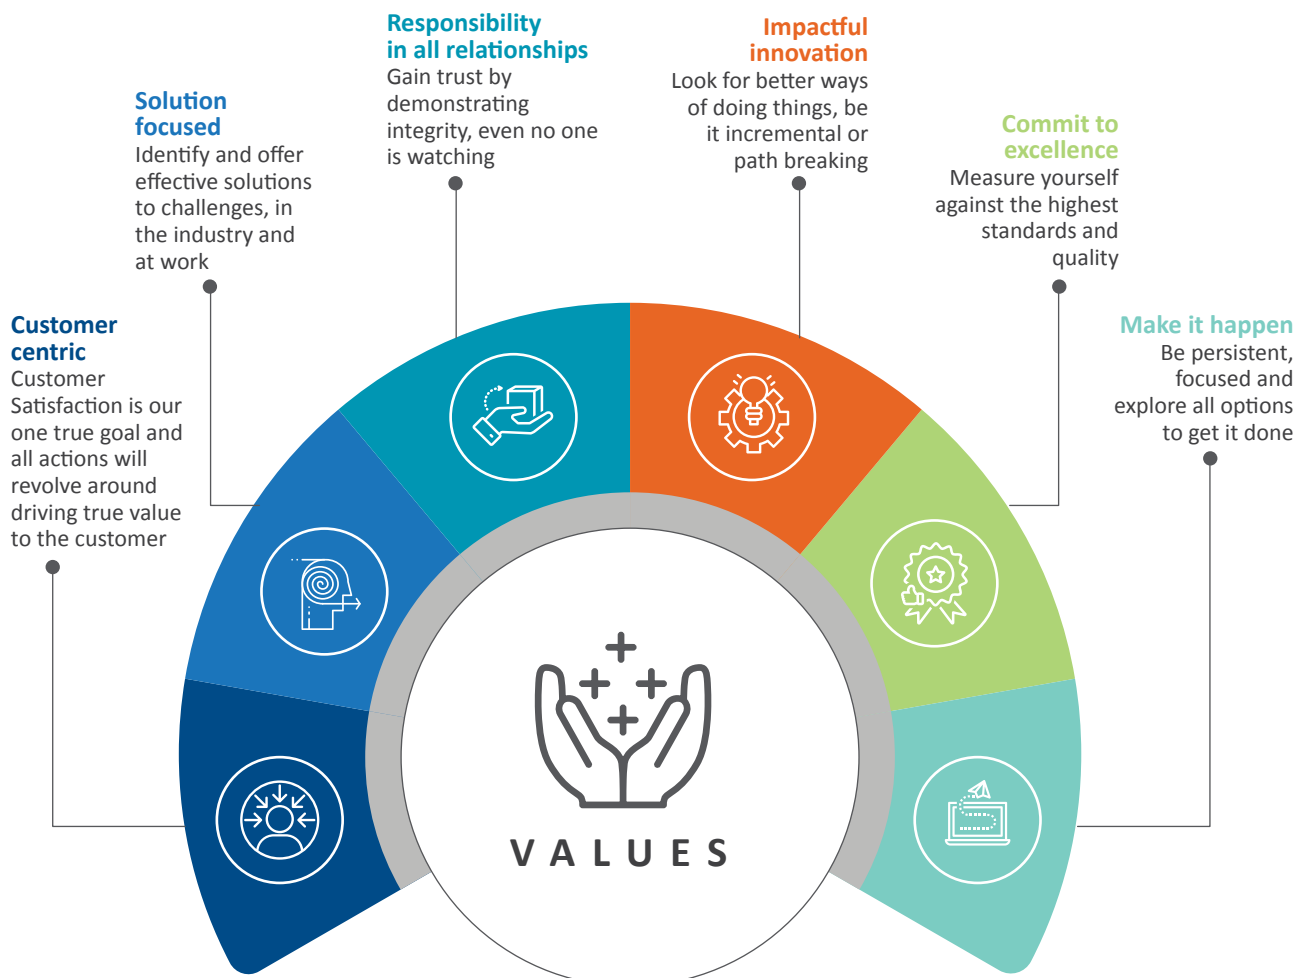 Customer
centric
Customer
Satisfaction is our
one true goal and
all actions will
revolve around
driving true value
to the customer
Solution
focused
Identify and offer
effective solutions
to challenges, in
the industry and
at work
Responsibility
in all relationships
Gain trust by
demonstrating
integrity, even no one
is watching
Impactful
innovation
Look for better ways
of doing things, be
it incremental or
path breaking
Commit to
excellence
Measure yourself
against the highest
standards and
quality
Make it happen
Be persistent,
focused and
explore all options
to get it done
VALUES